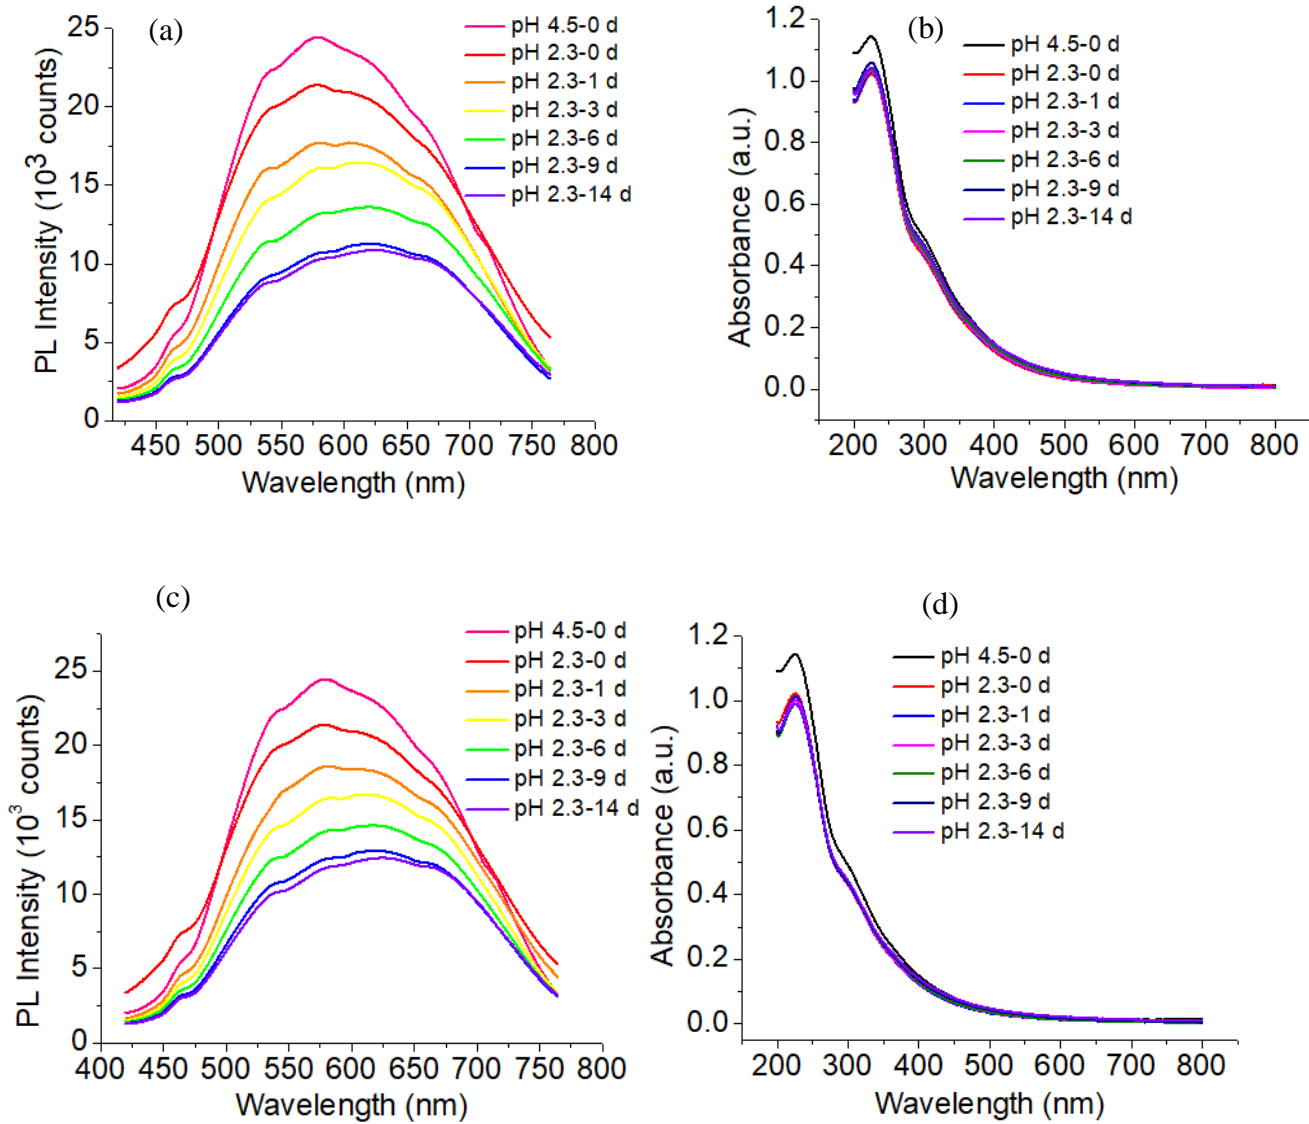 (a)
pH 4.5-0 d
pH 2.3-0 d
pH 2.3-1 d
pH 2.3-3 d
pH 2.3-6 d
pH 2.3-9 d
pH 2.3-14 d
25
20
15
10
5
0
PL Intensity (10³ counts)
450 500 550 600 650 700 750 800
Wavelength (nm)
(b)
pH 4.5-0 d
pH 2.3-0 d
pH 2.3-1 d
pH 2.3-3 d
pH 2.3-6 d
pH 2.3-9 d
pH 2.3-14 d
1.2
1.0
0.8
0.6
0.4
0.2
0.0
Absorbance (a.u.)
200 300 400 500 600 700 800
Wavelength (nm)
(c)
pH 4.5-0 d
pH 2.3-0 d
pH 2.3-1 d
pH 2.3-3 d
pH 2.3-6 d
pH 2.3-9 d
pH 2.3-14 d
25
20
15
10
5
0
PL Intensity (10³ counts)
400 450 500 550 600 650 700 750 800
Wavelength (nm)
(d)
pH 4.5-0 d
pH 2.3-0 d
pH 2.3-1 d
pH 2.3-3 d
pH 2.3-6 d
pH 2.3-9 d
pH 2.3-14 d
1.2
1.0
0.8
0.6
0.4
0.2
0.0
Absorbance (a.u.)
200 300 400 500 600 700 800
Wavelength (nm)